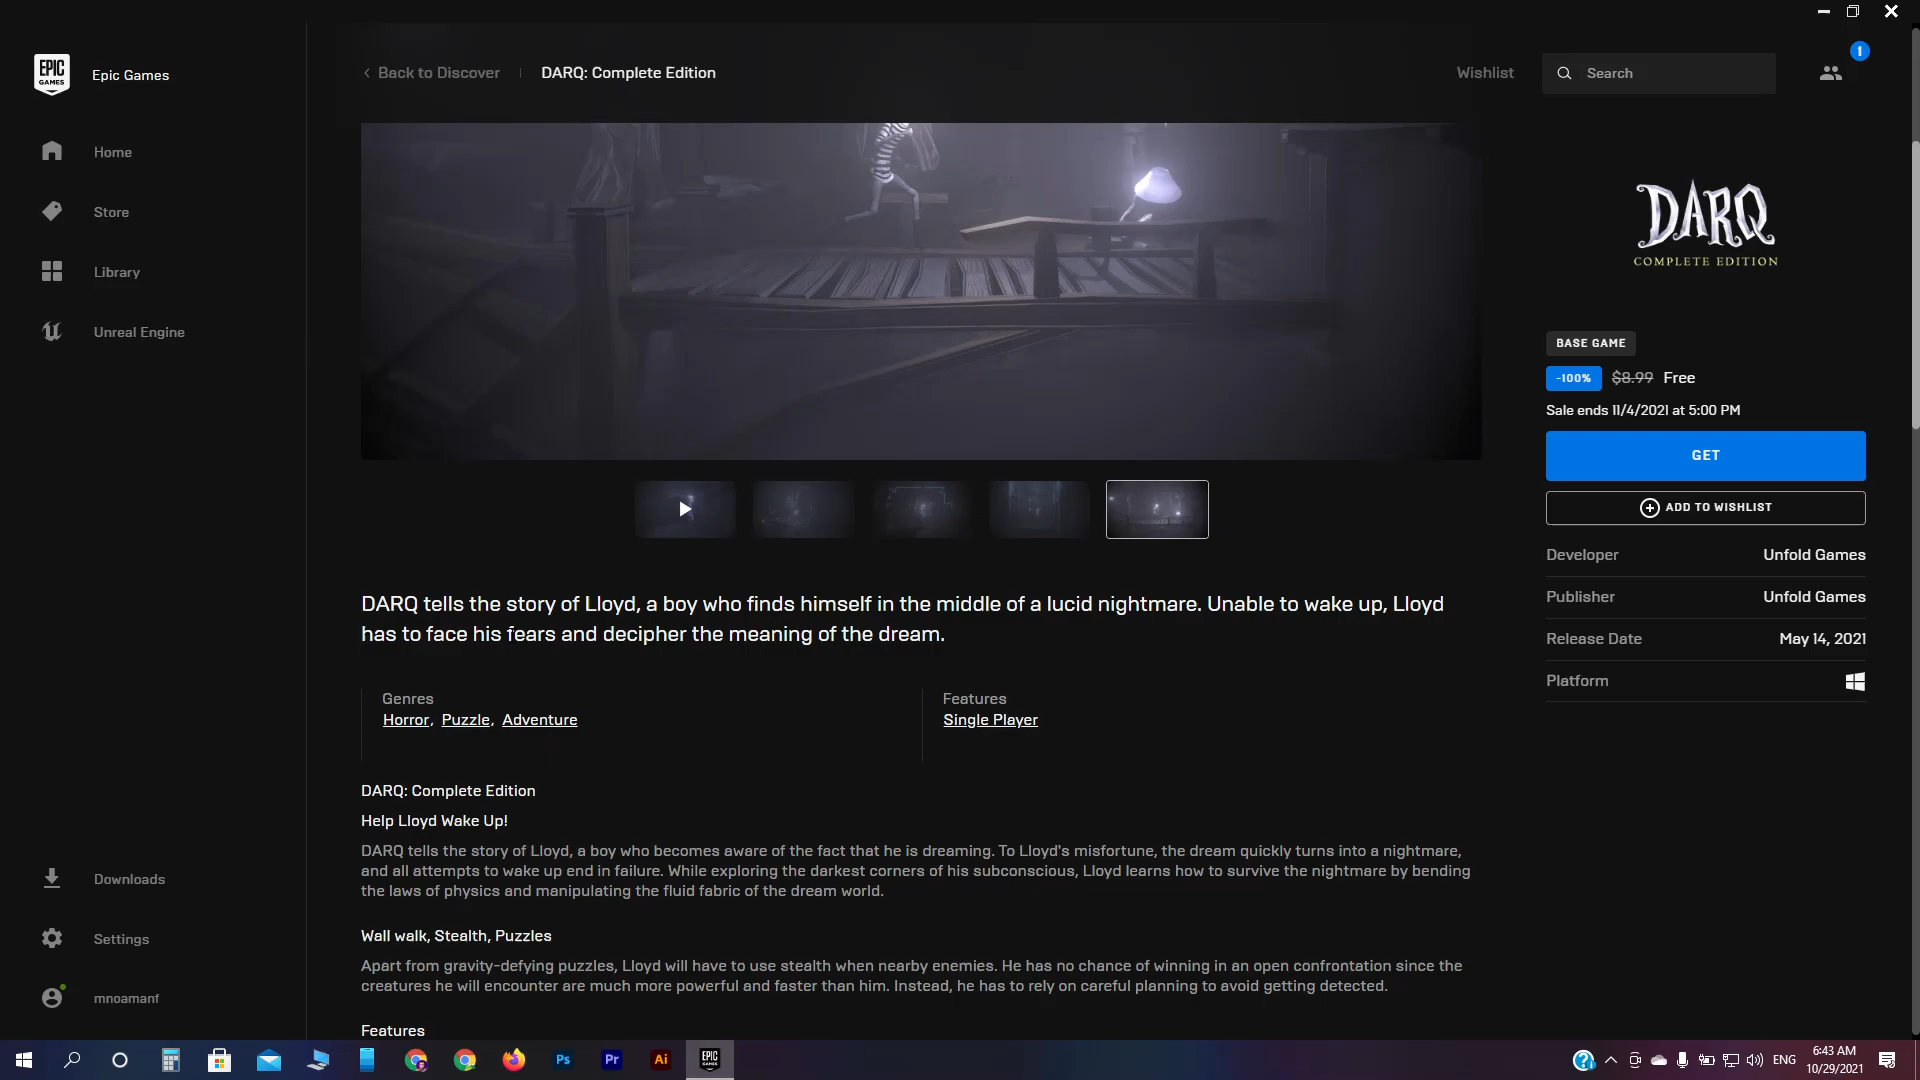 EPIC
GAMES
Epic Games
Back to Discover
DARQ: Complete Edition
Wishlist
Search
1
Home
Store
Library
Unreal Engine
DARQ
COMPLETE EDITION
BASE GAME
-100% $8.99 Free
Sale ends 11/4/2021 at 5:00 PM
GET
ADD TO WISHLIST
Developer Unfold Games
Publisher Unfold Games
Release Date May 14, 2021
Platform
DARQ tells the story of Lloyd, a boy who finds himself in the middle of a lucid nightmare. Unable to wake up, Lloyd
has to face his fears and decipher the meaning of the dream.
Genres
Horror, Puzzle, Adventure
Features
Single Player
DARQ: Complete Edition
Help Lloyd Wake Up!
DARQ tells the story of Lloyd, a boy who becomes aware of the fact that he is dreaming. To Lloyd's misfortune, the dream quickly turns into a nightmare,
and all attempts to wake up end in failure. While exploring the darkest corners of his subconscious, Lloyd learns how to survive the nightmare by bending
the laws of physics and manipulating the fluid fabric of the dream world.
Wall walk, Stealth, Puzzles
Apart from gravity-defying puzzles, Lloyd will have to use stealth when nearby enemies. He has no chance of winning in an open confrontation since the
creatures he will encounter are much more powerful and faster than him. Instead, he has to rely on careful planning to avoid getting detected.
Features
Downloads
Settings
mnoamanf
Ps
Pr
Ai
EPIC
GAMES
ENG
6:43 AM
10/29/2021